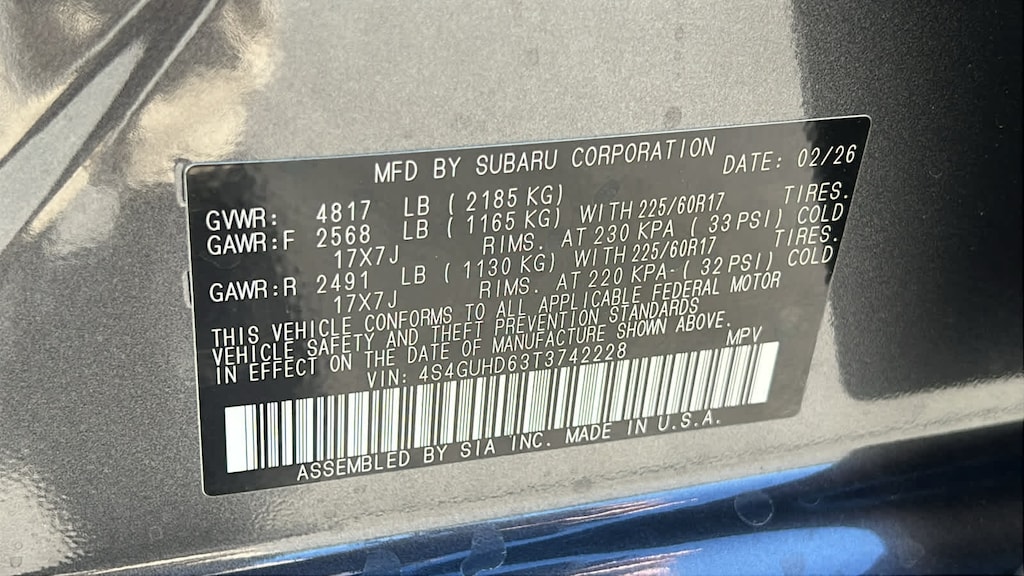 MFD BY SUBARU CORPORATION DATE: 02/26
GVWR: 4817 LB ( 2185 KG)
GAWR:F 2568 LB ( 1165 KG) WITH 225/60R17 TIRES.
17X7J RIMS. AT 230 KPA ( 33 PSI) COLD
GAWR:R 2491 LB ( 1130 KG) WITH 225/60R17 TIRES.
17X7J RIMS. AT 220 KPA ( 32 PSI) COLD
THIS VEHICLE CONFORMS TO ALL APPLICABLE FEDERAL MOTOR
VEHICLE SAFETY AND THEFT PREVENTION STANDARDS
IN EFFECT ON THE DATE OF MANUFACTURE SHOWN ABOVE.
VIN: 4S4GUHD63T3742228 MPV
ASSEMBLED BY SIA INC. MADE IN U.S.A.